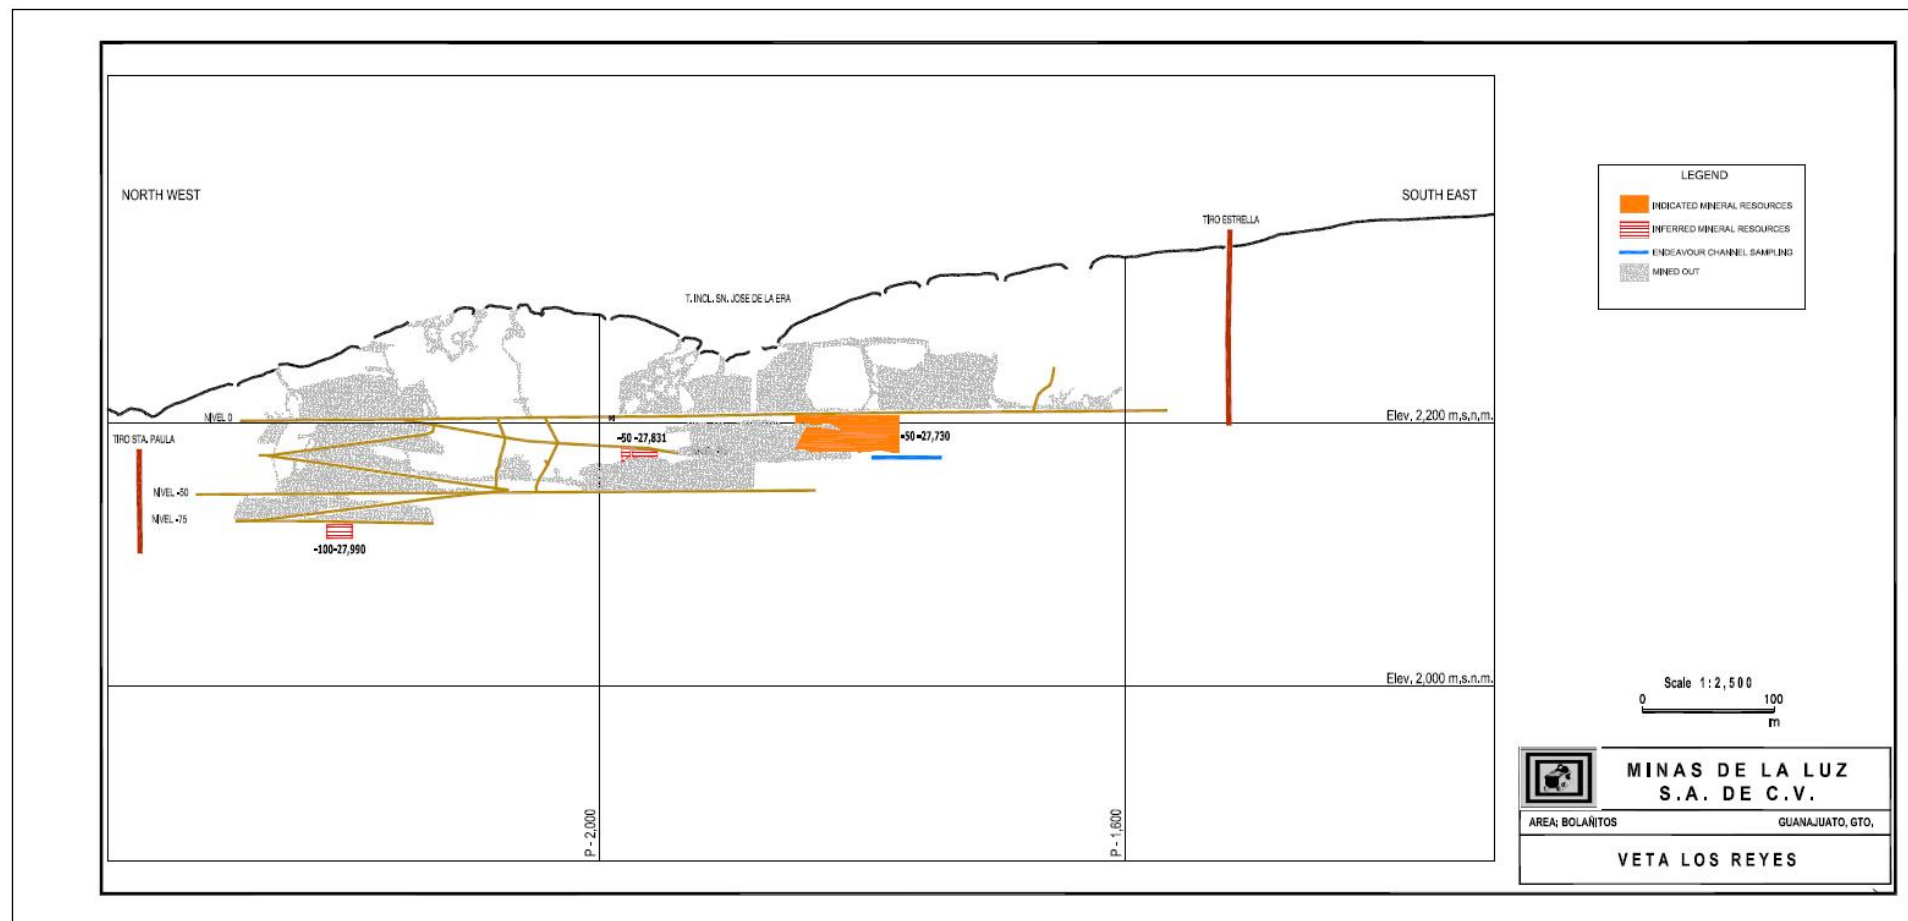 NORTH WEST
SOUTH EAST
TIRO ESTRELLA
T. INCL. SN. JOSE DE LA ERA
NIVEL 0
Elev. 2,200 m,s,n,m.
TIRO STA. PAULA
-50 -27,831
-50-27,730
NIVEL -50
NIVEL -75
-100-27,990
Elev, 2,000 m,s.n.m.
P - 2,000
P - 1,600
LEGEND
INDICATED MINERAL RESOURCES
INFERRED MINERAL RESOURCES
ENDEAVOUR CHANNEL SAMPLING
MINED OUT
Scale 1:2,500
0 100
m
MINAS DE LA LUZ
S.A. DE C.V.
AREA; BOLAÑITOS GUANAJUATO, GTO,
VETA LOS REYES